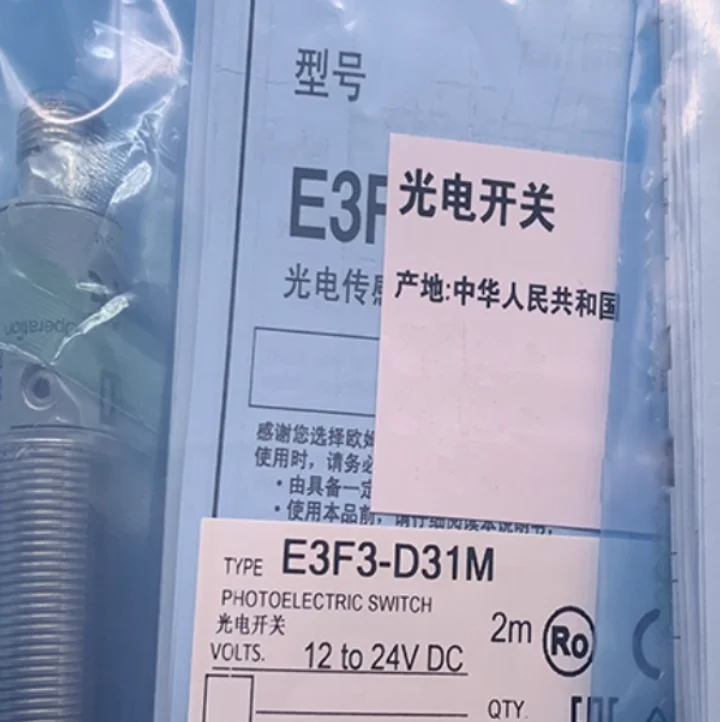 型号
E3F
光电开关
光电传感
产地:中华人民共和国
operation
感谢您选择欧姆
使用时，请务必
・由具备一定
・使用本品前，请仔细阅读本说明书，
TYPE E3F3-D31M
PHOTOELECTRIC SWITCH
光电开关
2m Ro
VOLTS. 12 to 24V DC
QTY.